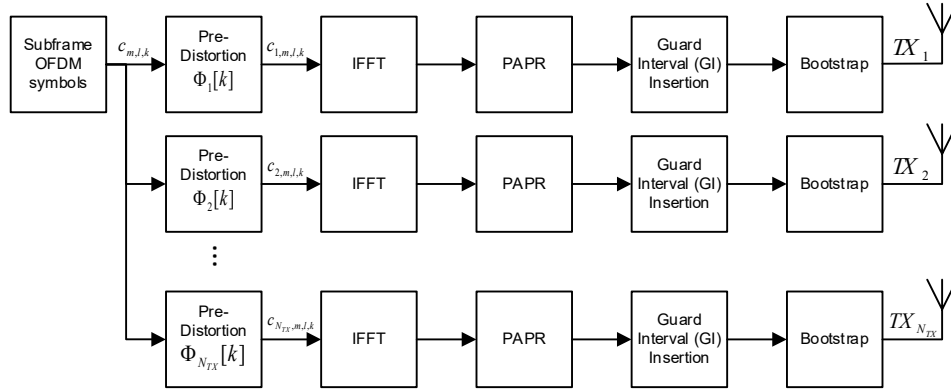 Subframe
OFDM
symbols
c_{m,l,k}
Pre-
Distortion
Φ_1[k]
c_{1,m,l,k}
IFFT
PAPR
Guard
Interval (GI)
Insertion
Bootstrap
TX_1
Pre-
Distortion
Φ_2[k]
c_{2,m,l,k}
IFFT
PAPR
Guard
Interval (GI)
Insertion
Bootstrap
TX_2
Pre-
Distortion
Φ_{N_{TX}}[k]
c_{N_{TX},m,l,k}
IFFT
PAPR
Guard
Interval (GI)
Insertion
Bootstrap
TX_{N_{TX}}